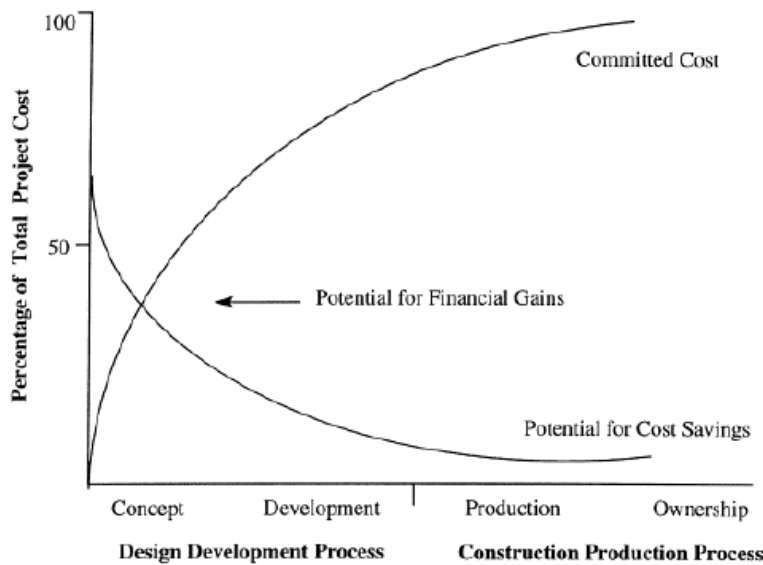 100
Committed Cost
Percentage of Total Project Cost
50
Potential for Financial Gains
Potential for Cost Savings
Concept Development Production Ownership
Design Development Process Construction Production Process